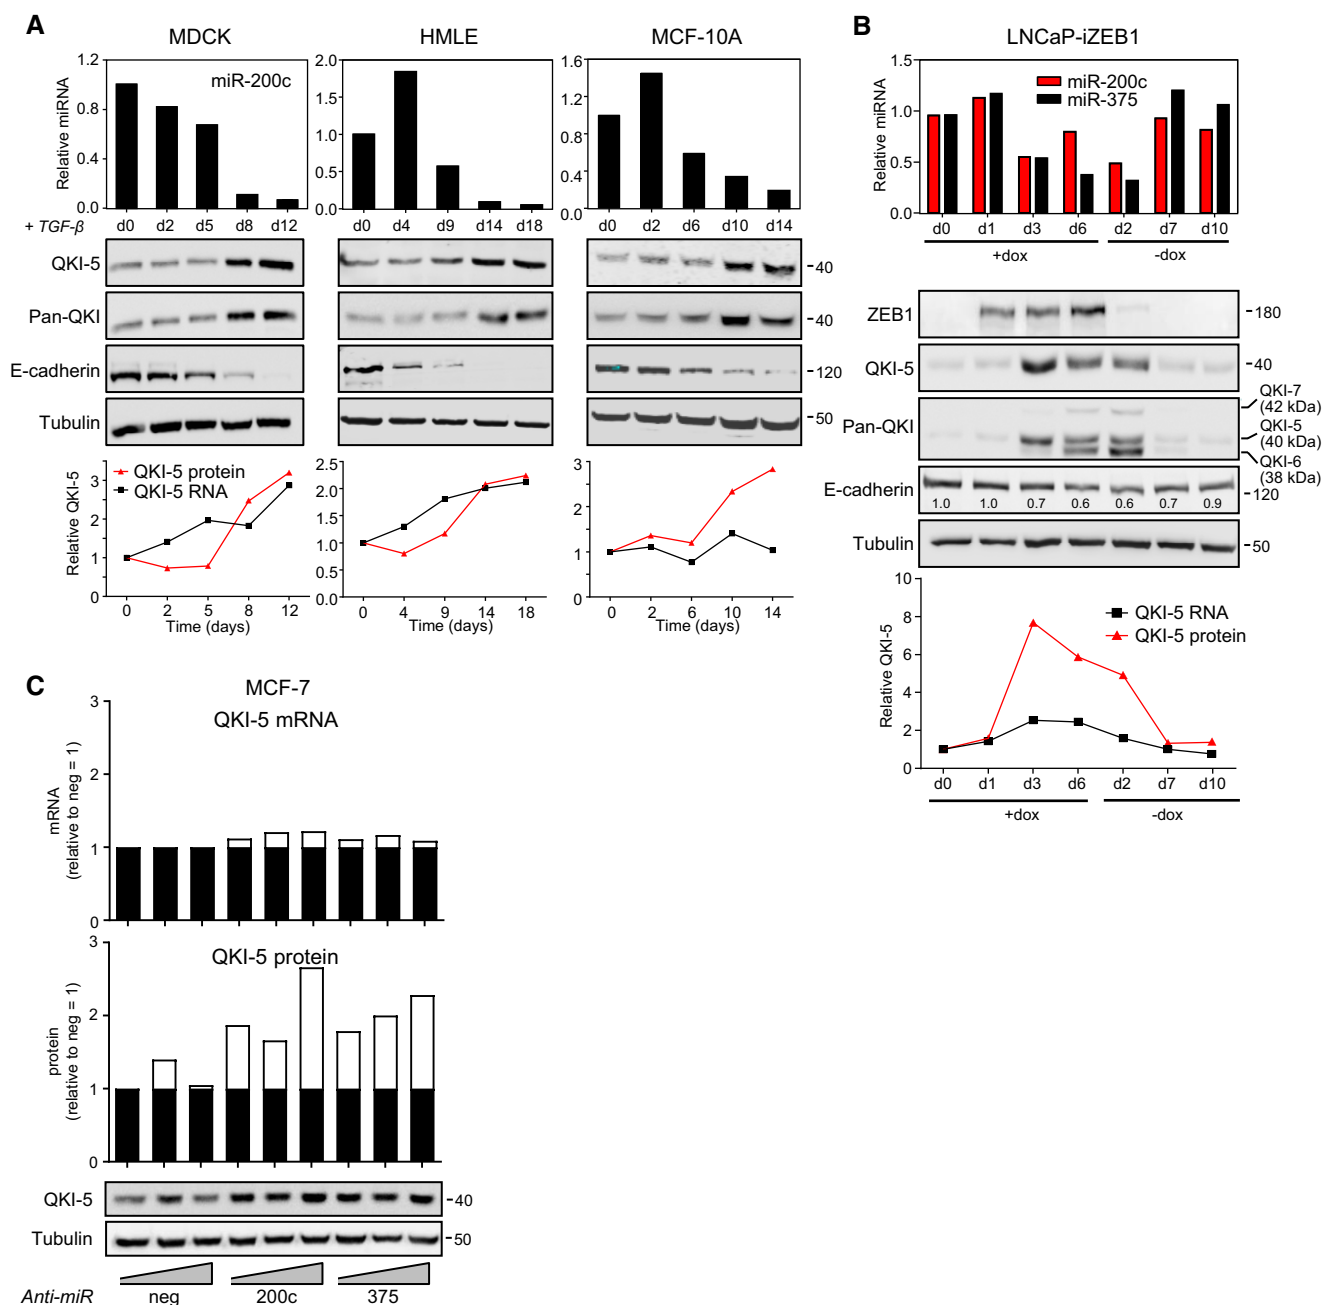 A
MDCK
HMLE
MCF-10A
Relative miRNA
1.2
0.8
0.4
0.0
miR-200c
2.0
1.5
1.0
0.5
0.0
1.6
1.2
0.8
0.4
0.0
+ TGF-β
d0 d2 d5 d8 d12
d0 d4 d9 d14 d18
d0 d2 d6 d10 d14
QKI-5
-40
Pan-QKI
-40
E-cadherin
-120
Tubulin
-50
Relative QKI-5
3
2
1
0
QKI-5 protein
QKI-5 RNA
2.5
2.0
1.5
1.0
0.5
0.0
3
2
1
0
0 2 5 8 12
0 4 9 14 18
0 2 6 10 14
Time (days)
Time (days)
Time (days)
B
LNCaP-iZEB1
Relative miRNA
1.5
1.0
0.5
0.0
miR-200c
miR-375
d0 d1 d3 d6 d2 d7 d10
+dox
-dox
ZEB1
-180
QKI-5
-40
Pan-QKI
QKI-7
(42 kDa)
QKI-5
(40 kDa)
QKI-6
(38 kDa)
E-cadherin
1.0 1.0 0.7 0.6 0.6 0.7 0.9
-120
Tubulin
-50
Relative QKI-5
10
8
6
4
2
0
QKI-5 RNA
QKI-5 protein
d0 d1 d3 d6 d2 d7 d10
+dox
-dox
C
MCF-7
QKI-5 mRNA
mRNA
(relative to neg = 1)
3
2
1
0
QKI-5 protein
protein
(relative to neg = 1)
3
2
1
0
QKI-5
-40
Tubulin
-50
Anti-miR
neg
200c
375